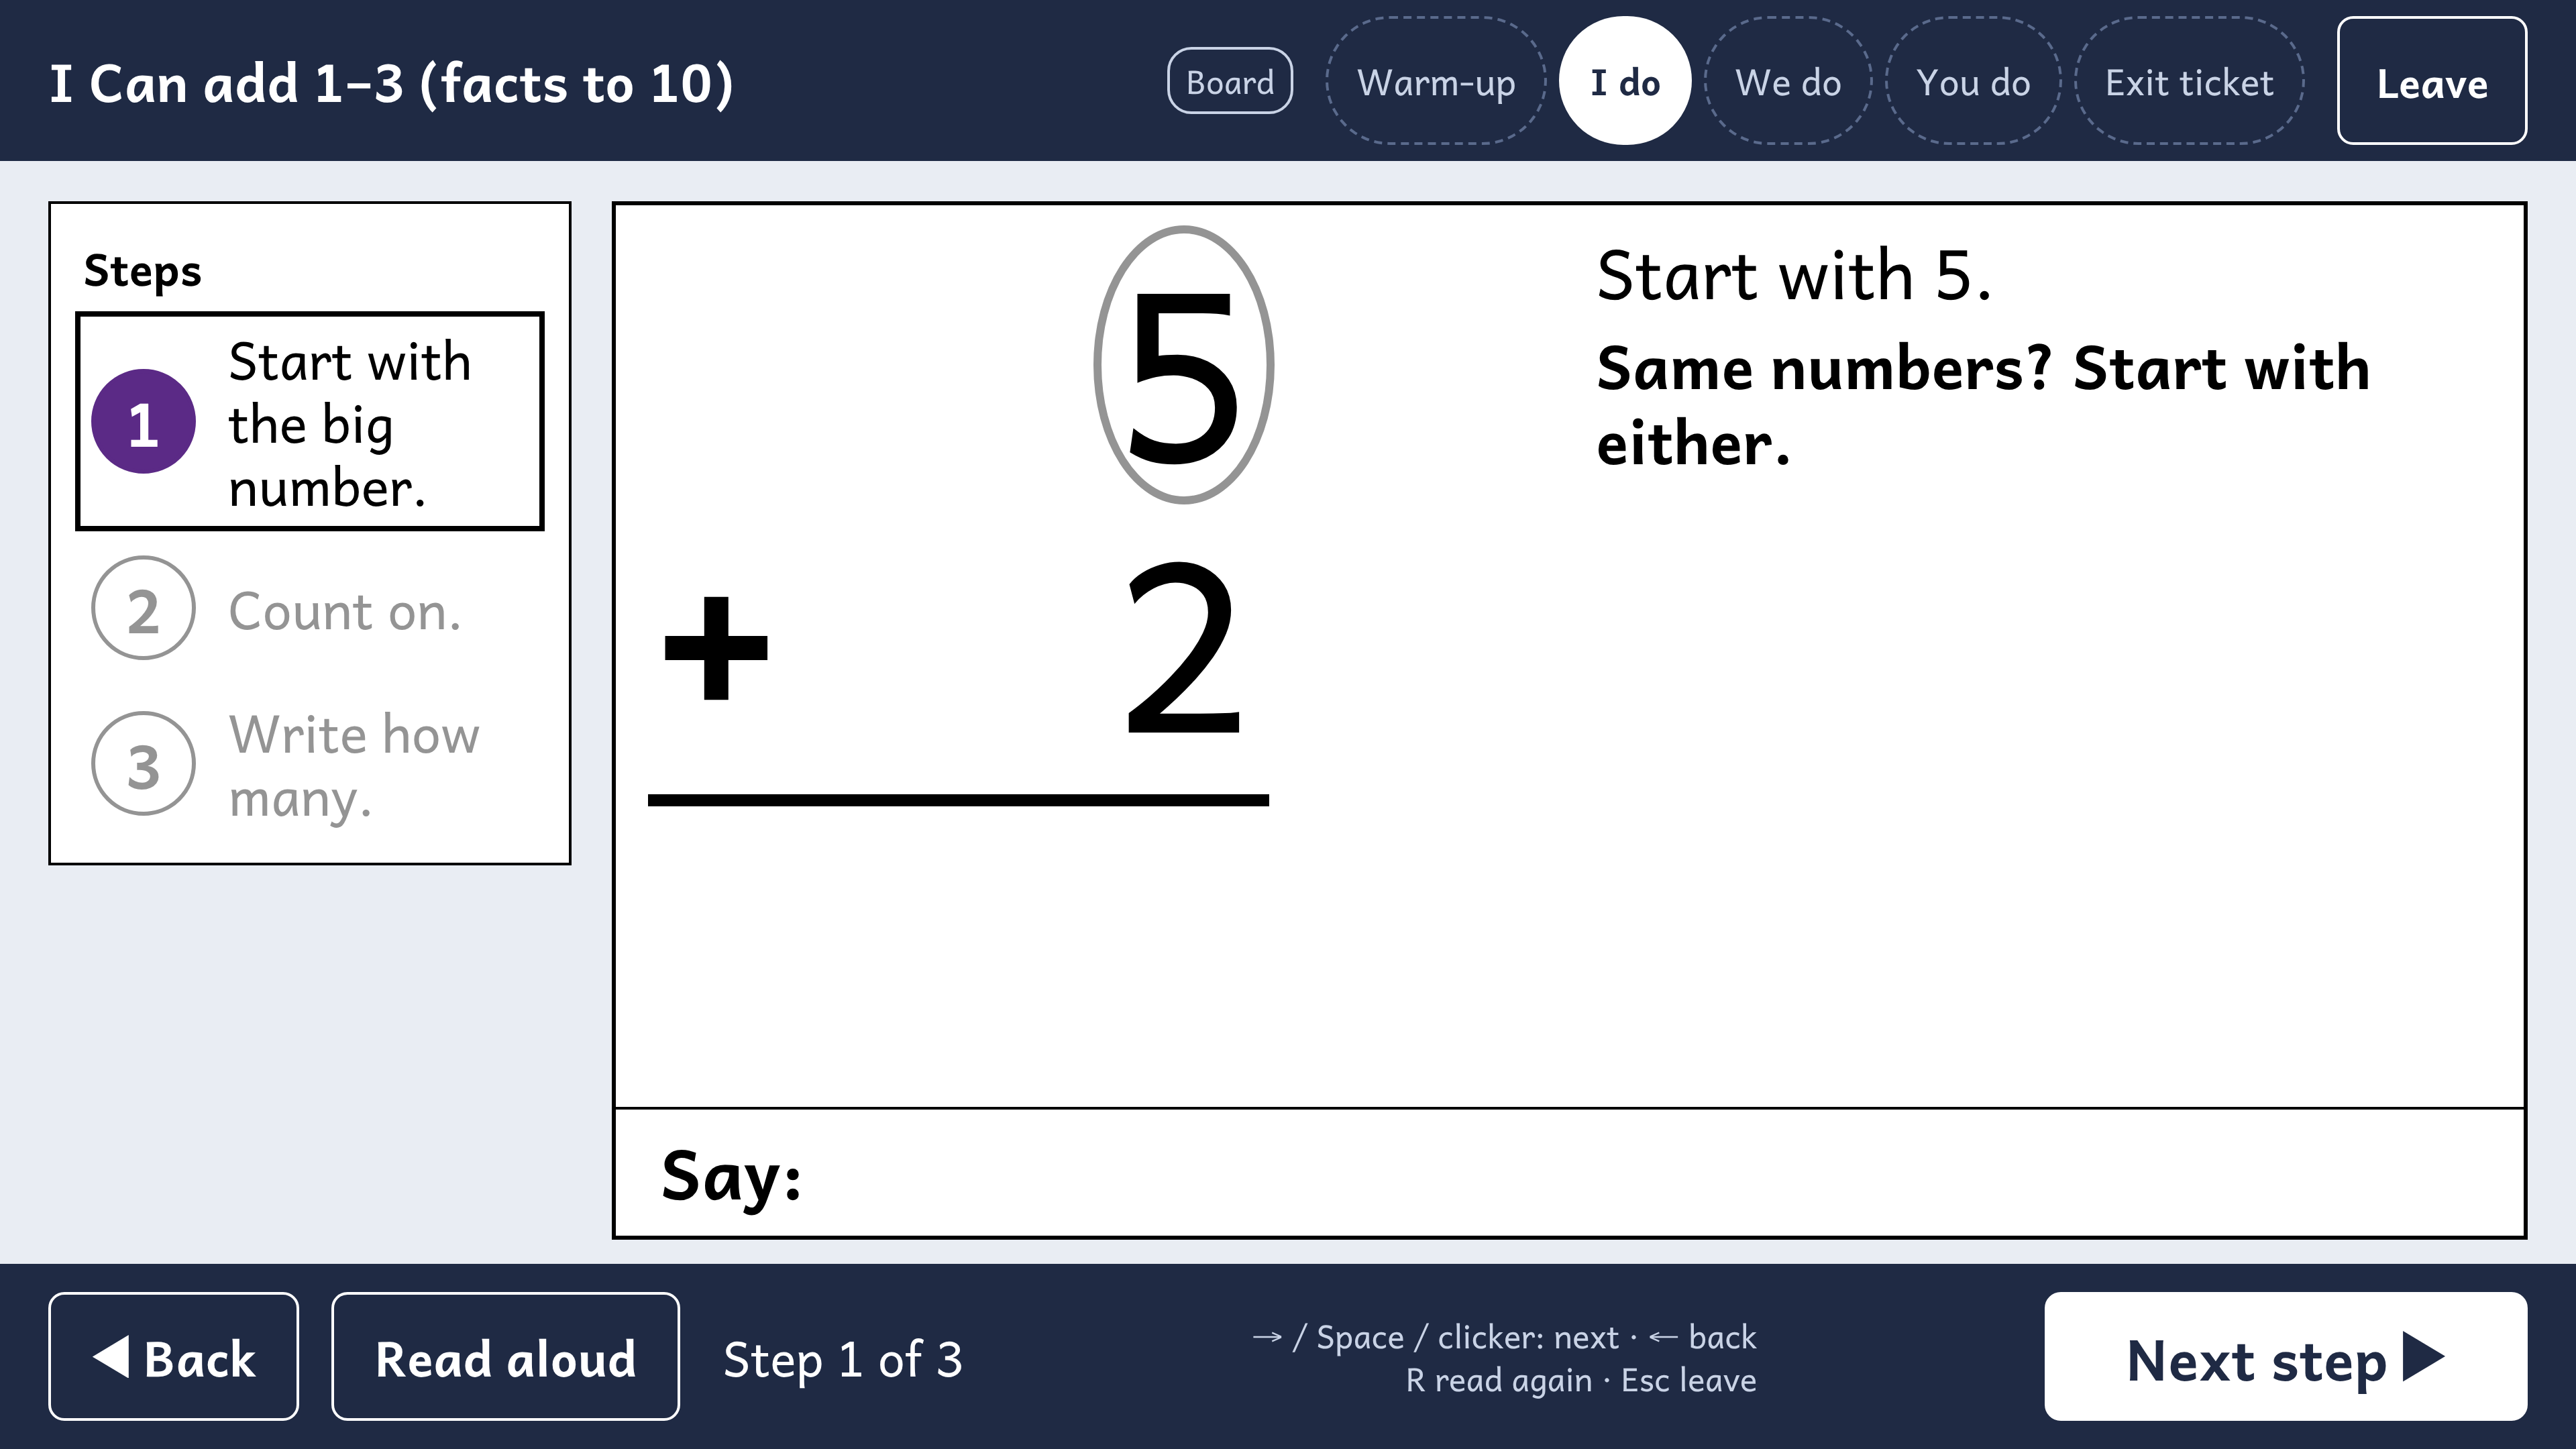 I Can add 1–3 (facts to 10)
Board
Warm-up
I do
We do
You do
Exit ticket
Leave
Steps
1
Start with
the big
number.
2
Count on.
3
Write how
many.
5
+ 2
Start with 5.
Same numbers? Start with
either.
Say:
◀ Back
Read aloud
Step 1 of 3
→ / Space / clicker: next · ← back
R read again · Esc leave
Next step ▶